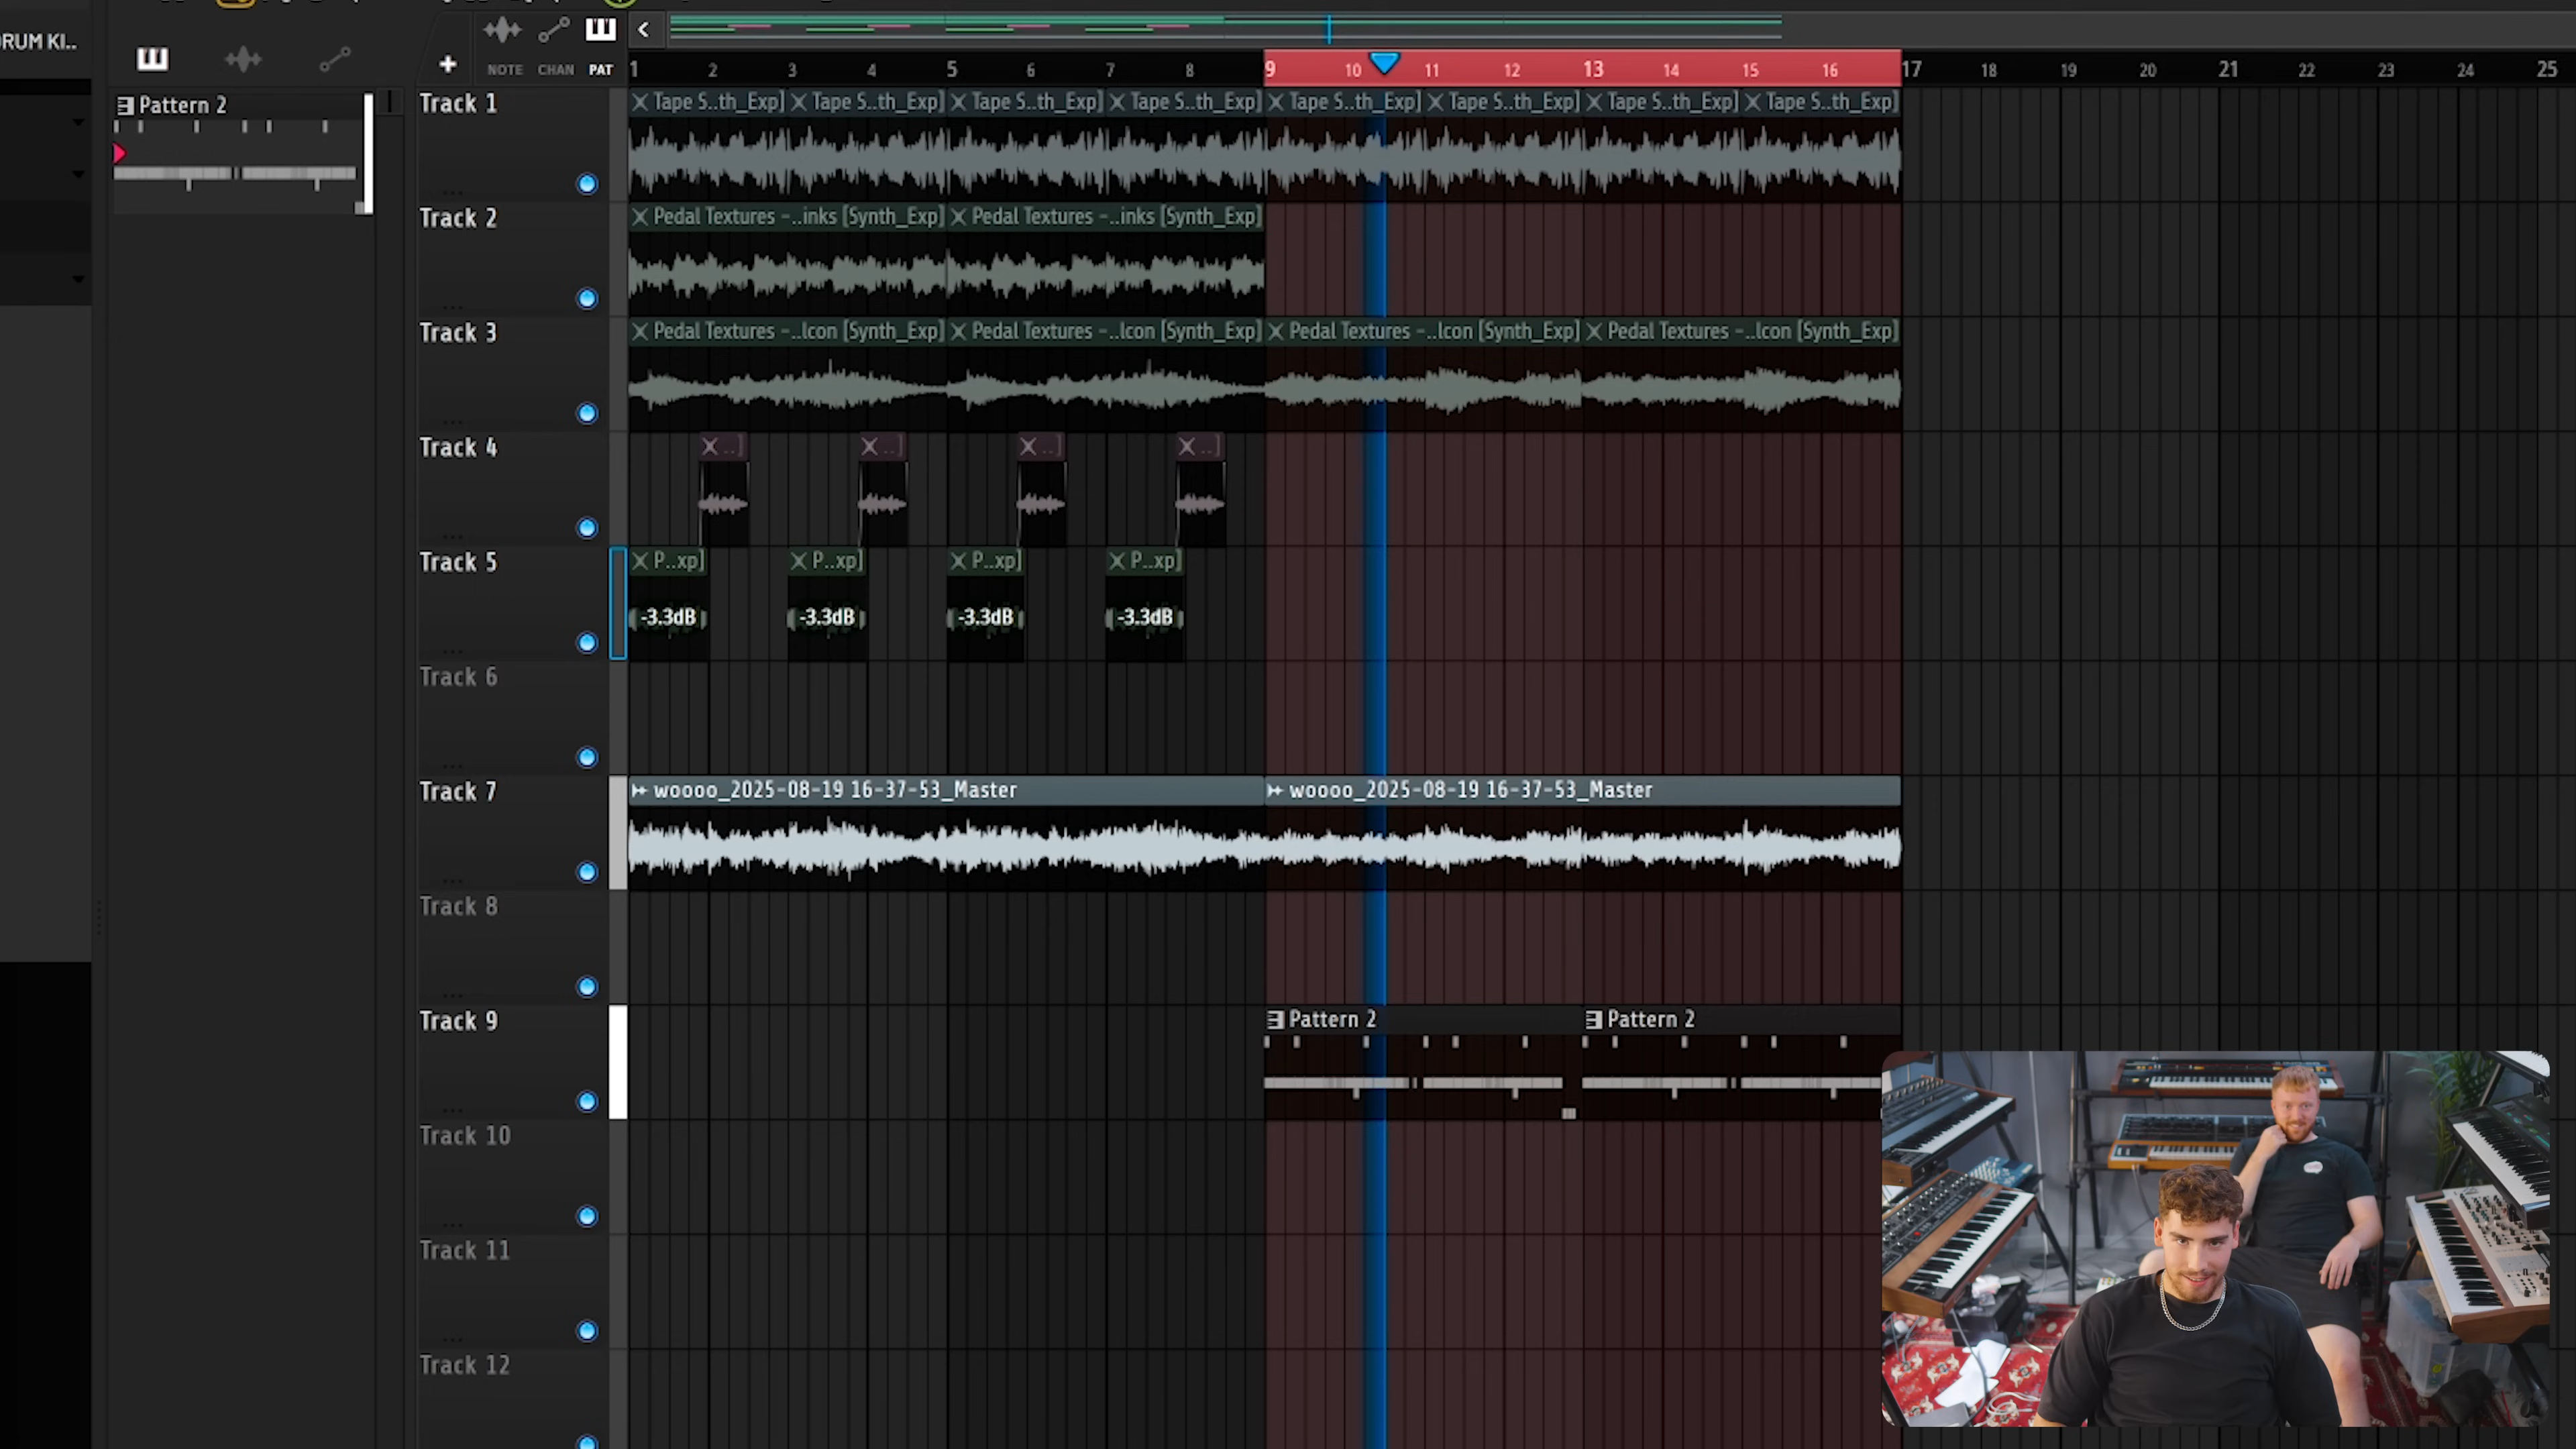 RUM KI..
NOTE CHAN PAT
1 2 3 4 5 6 7 8 9 10 11 12 13 14 15 16 17 18 19 20 21 22 23 24 25
Pattern 2
Track 1
Tape S..th_Exp] Tape S..th_Exp] Tape S..th_Exp] Tape S..th_Exp] Tape S..th_Exp] Tape S..th_Exp] Tape S..th_Exp] Tape S..th_Exp]
Track 2
Pedal Textures -..inks [Synth_Exp] Pedal Textures -..inks [Synth_Exp]
Track 3
Pedal Textures -..lcon [Synth_Exp] Pedal Textures -..lcon [Synth_Exp] Pedal Textures -..lcon [Synth_Exp] Pedal Textures -..lcon [Synth_Exp]
Track 4
..] ..] ..] ..]
Track 5
P..xp] P..xp] P..xp] P..xp]
-3.3dB -3.3dB -3.3dB -3.3dB
Track 6
Track 7
woooo_2025-08-19 16-37-53_Master woooo_2025-08-19 16-37-53_Master
Track 8
Track 9
Pattern 2 Pattern 2
Track 10
Track 11
Track 12